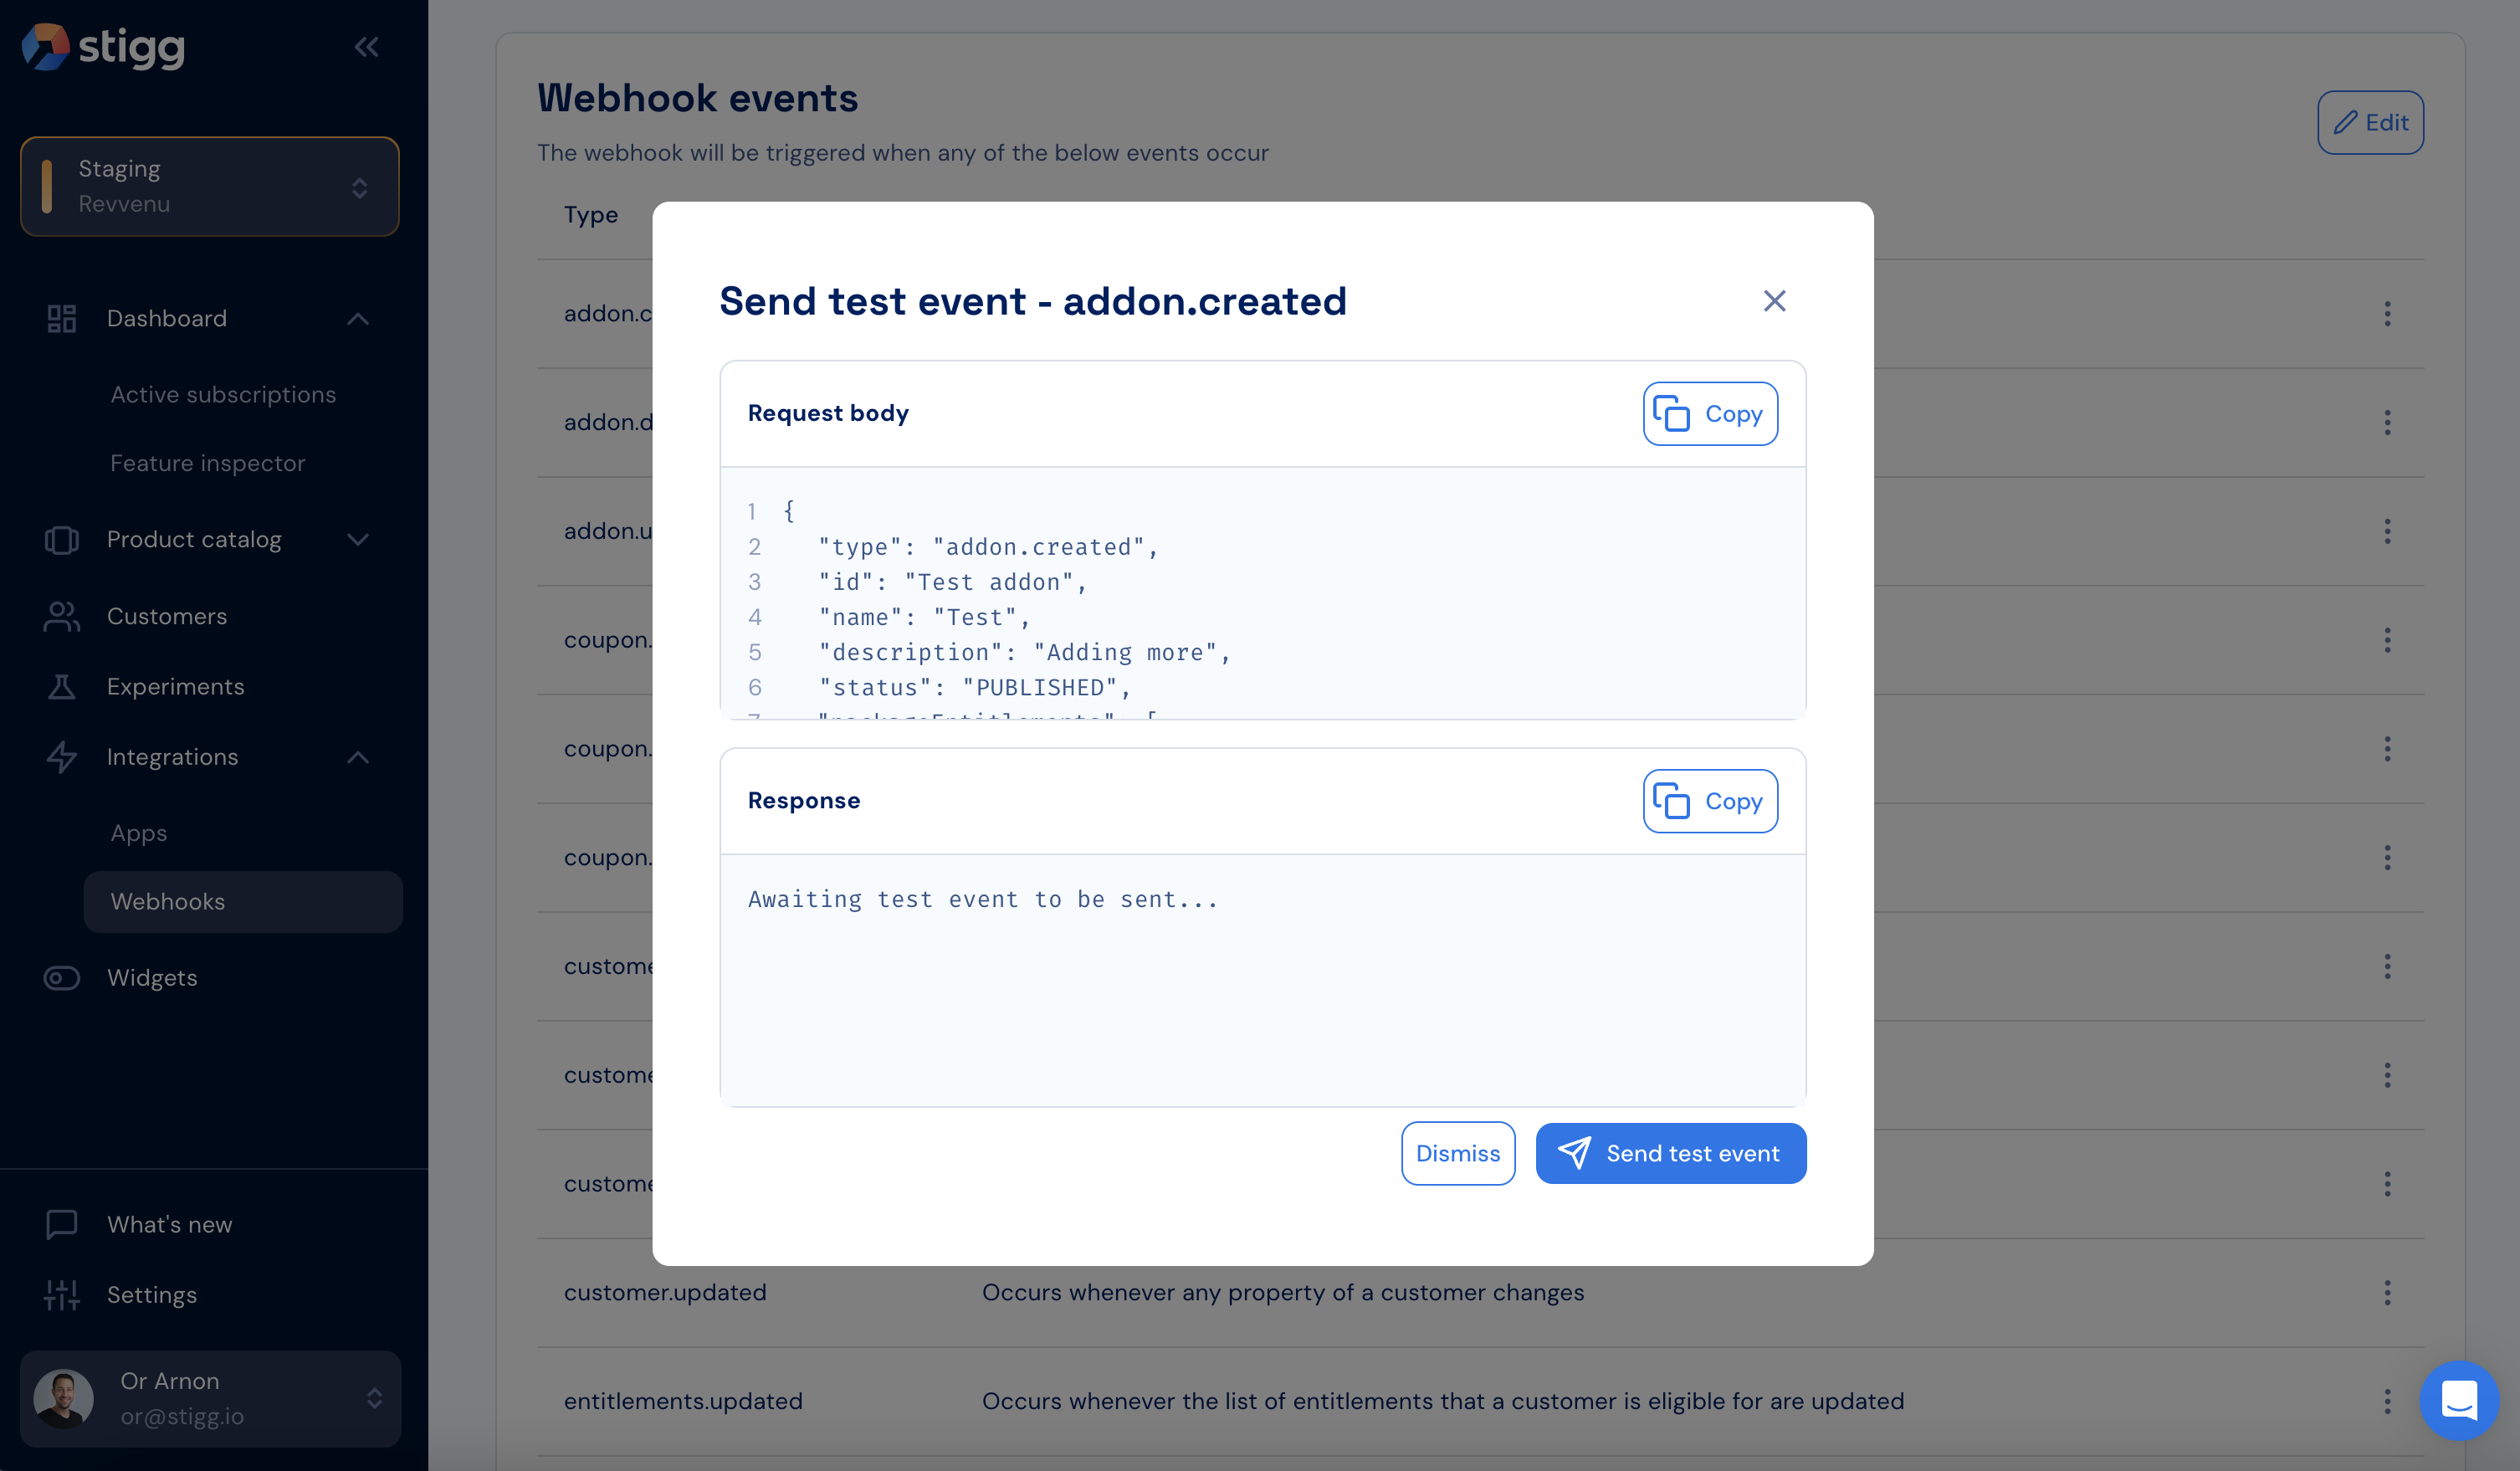 stigg
Staging
Revvenu
Dashboard
Active subscriptions
Feature inspector
Product catalog
Customers
Experiments
Integrations
Apps
Webhooks
Widgets
What's new
Settings
Or Arnon
or@stigg.io
Webhook events
The webhook will be triggered when any of the below events occur
Edit
Type
addon.c
addon.d
addon.u
coupon.
coupon.
coupon.
custome
custome
custome
customer.updated Occurs whenever any property of a customer changes
entitlements.updated Occurs whenever the list of entitlements that a customer is eligible for are updated
Send test event - addon.created
Request body
Copy
1 {
2 "type": "addon.created",
3 "id": "Test addon",
4 "name": "Test",
5 "description": "Adding more",
6 "status": "PUBLISHED",
Response
Copy
Awaiting test event to be sent...
Dismiss
Send test event